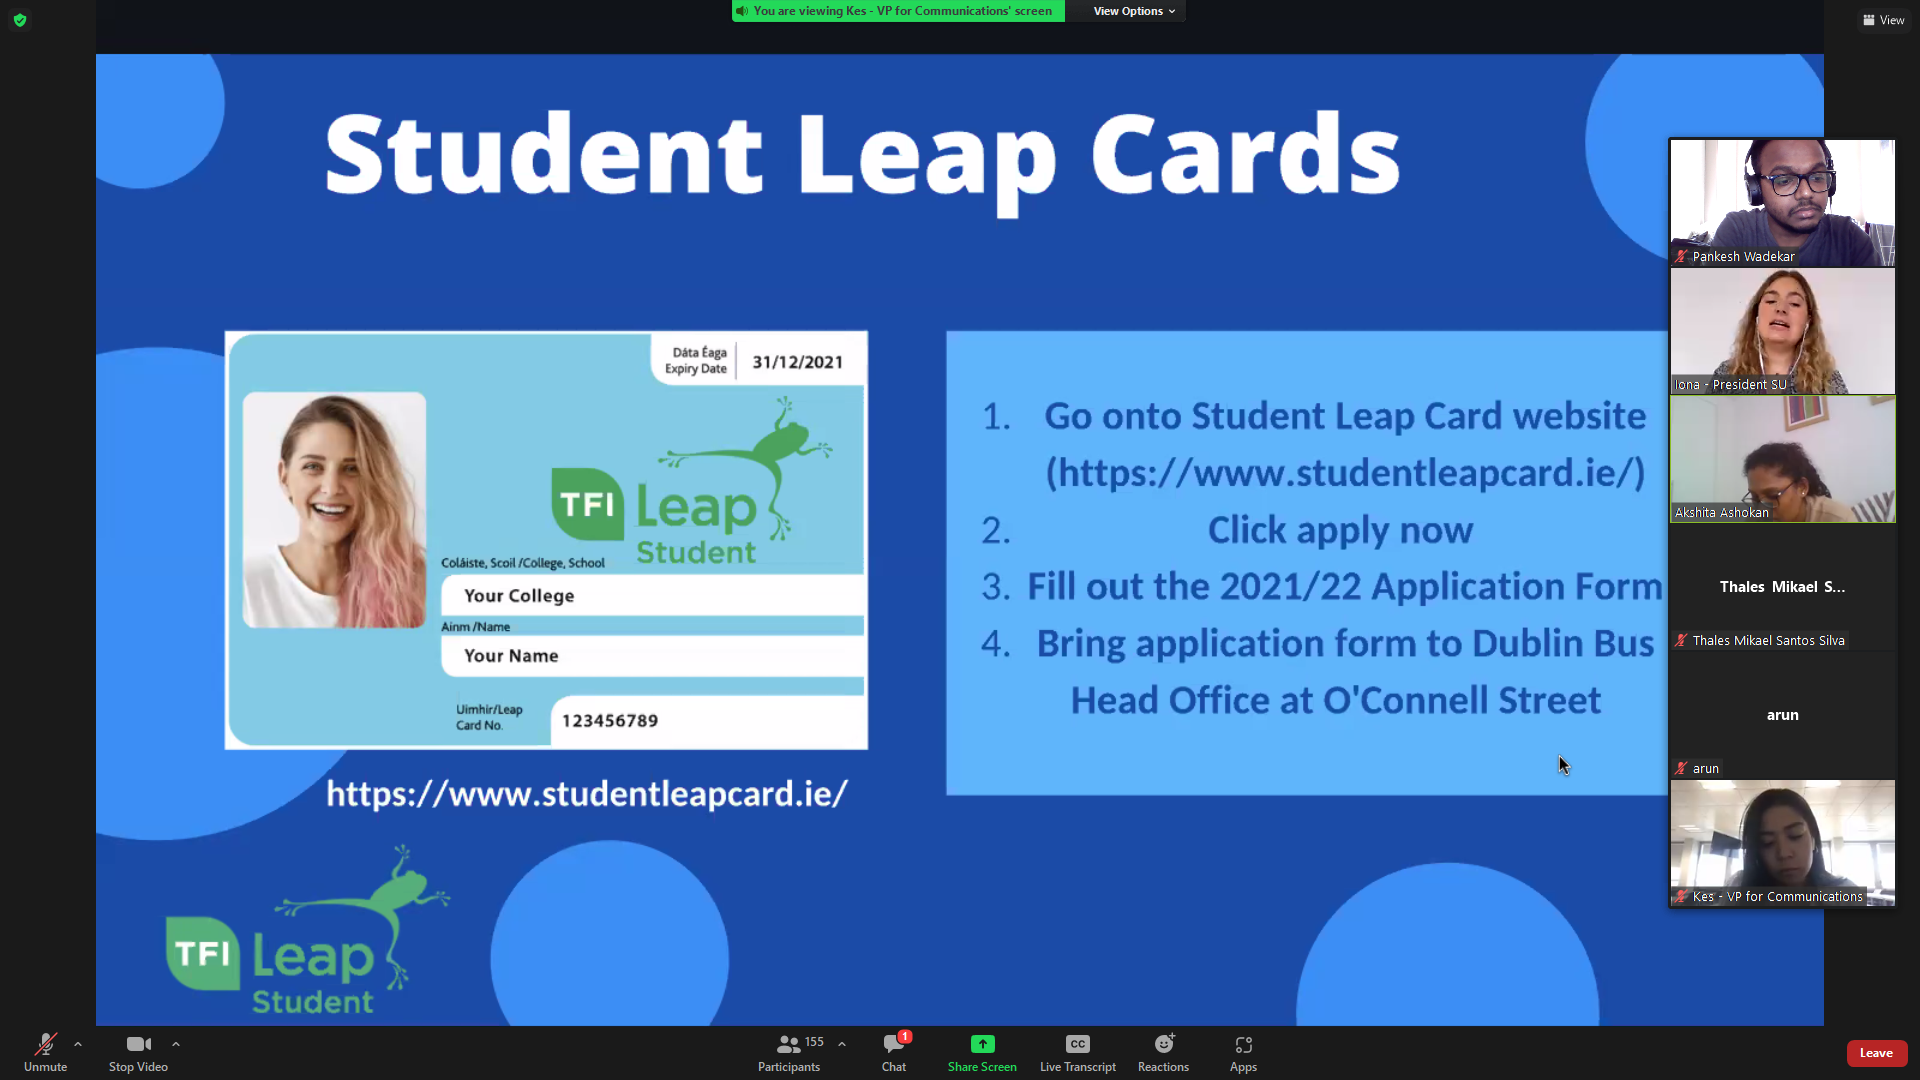 You are viewing Kes - VP for Communications' screen
View Options
View
Student Leap Cards
Dáta Éaga
Expiry Date
31/12/2021
TFI Leap
Student
Coláiste, Scoil /College, School
Your College
Ainm /Name
Your Name
Uimhir/Leap
Card No.
123456789
https://www.studentleapcard.ie/
TFI Leap
Student
1. Go onto Student Leap Card website
(https://www.studentleapcard.ie/)
2. Click apply now
3. Fill out the 2021/22 Application Form
4. Bring application form to Dublin Bus
Head Office at O'Connell Street
Pankesh Wadekar
Iona - President SU
Akshita Ashokan
Thales Mikael S...
Thales Mikael Santos Silva
arun
arun
Kes - VP for Communications
Unmute
Stop Video
155
Participants
1
Chat
Share Screen
CC
Live Transcript
Reactions
Apps
Leave